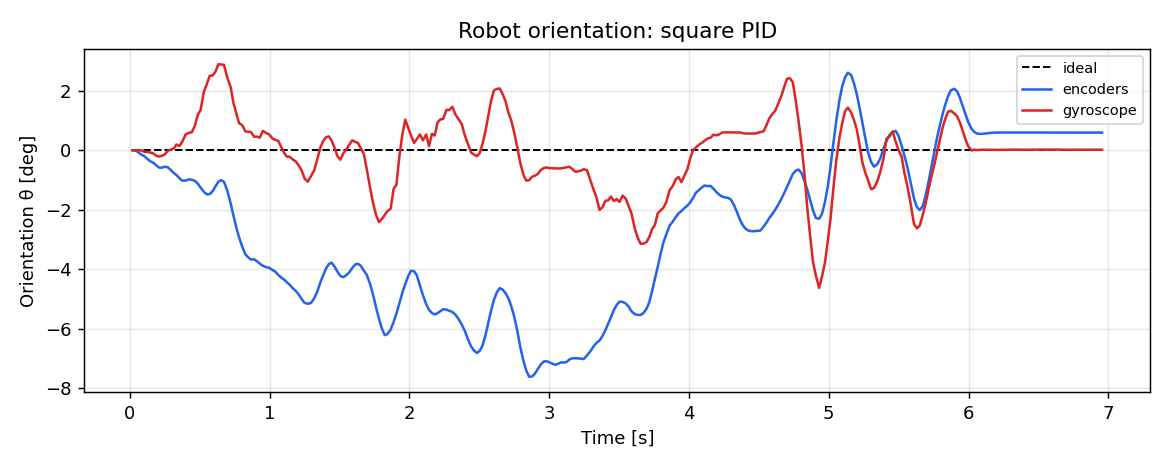 Robot orientation: square PID
Orientation θ [deg]
2
0
−2
−4
−6
−8
ideal
encoders
gyroscope
0 1 2 3 4 5 6 7
Time [s]